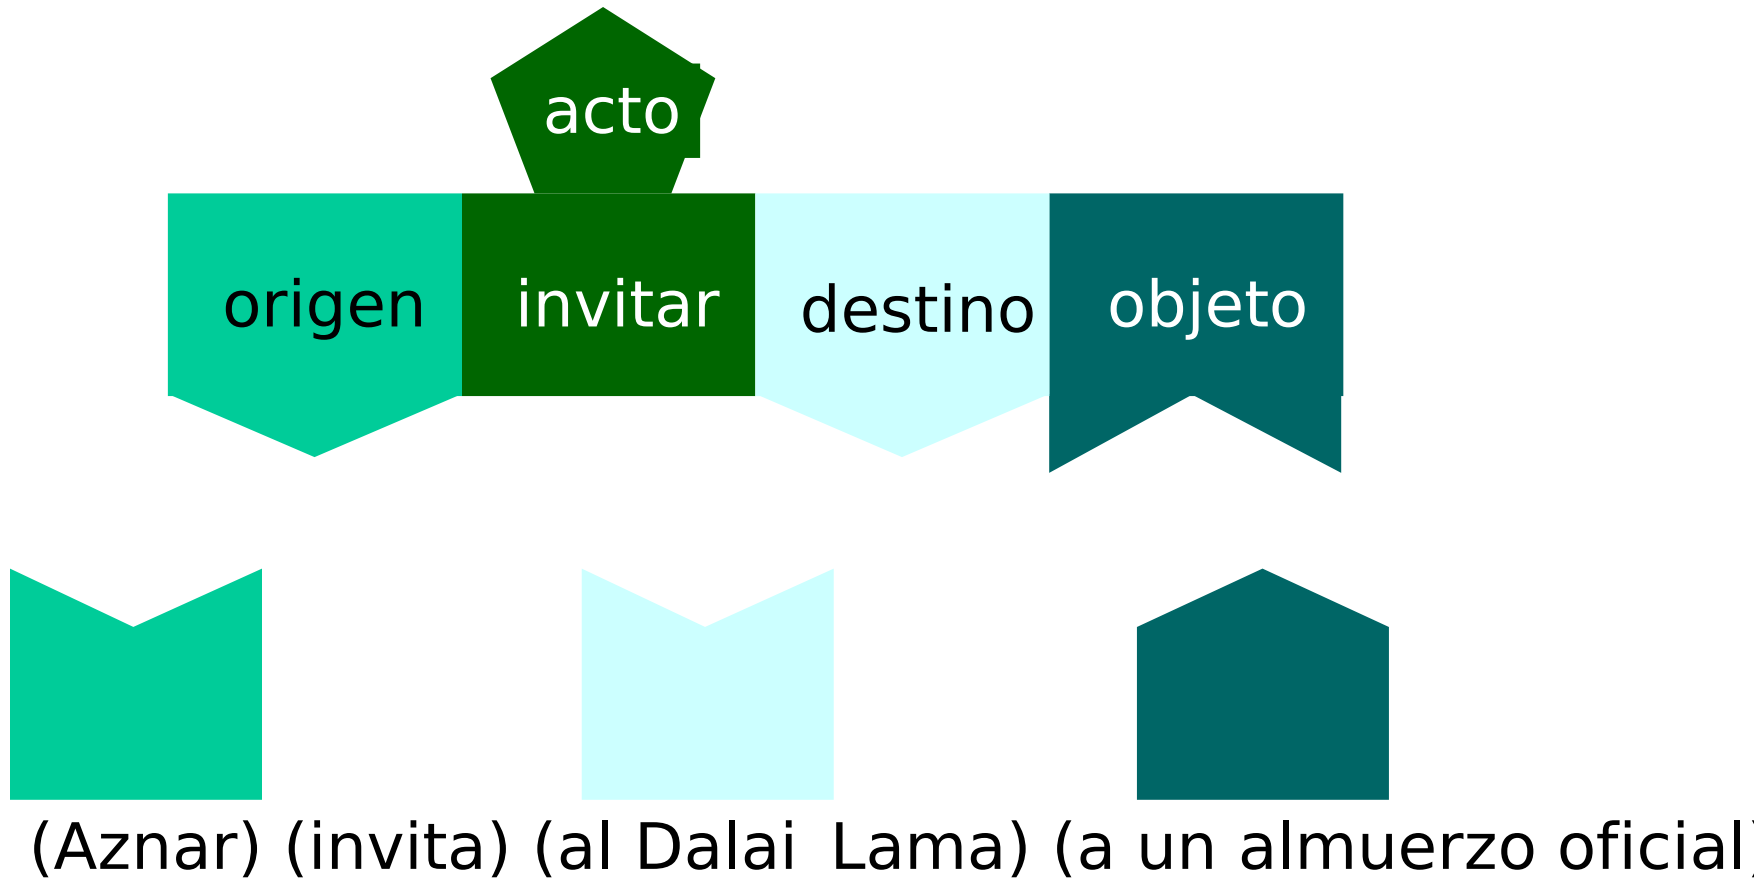 acto
origen invitar destino objeto
(Aznar) (invita) (al Dalai Lama) (a un almuerzo oficial)